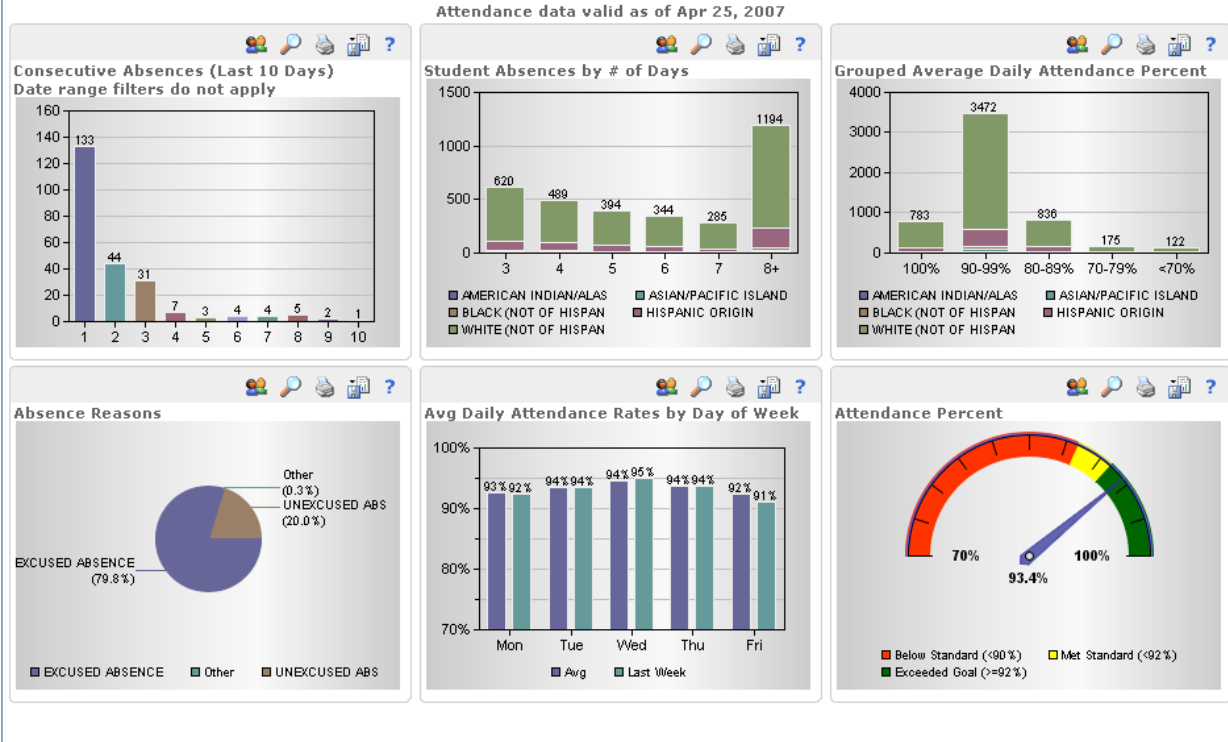 Attendance data valid as of Apr 25, 2007
?
Consecutive Absences (Last 10 Days)
Date range filters do not apply
160
140
120
100
80
60
40
20
0
133
44
31
7
3
4
4
5
2
1
1 2 3 4 5 6 7 8 9 10
?
Student Absences by # of Days
1500
1000
500
0
620
489
394
344
285
1194
3 4 5 6 7 8+
AMERICAN INDIAN/ALAS ASIAN/PACIFIC ISLAND
BLACK (NOT OF HISPAN HISPANIC ORIGIN
WHITE (NOT OF HISPAN
?
Grouped Average Daily Attendance Percent
4000
3000
2000
1000
0
783
3472
836
175
122
100% 90-99% 80-89% 70-79% <70%
AMERICAN INDIAN/ALAS ASIAN/PACIFIC ISLAND
BLACK (NOT OF HISPAN HISPANIC ORIGIN
WHITE (NOT OF HISPAN
?
Absence Reasons
Other
(0.3%)
UNEXCUSED ABS
(20.0%)
EXCUSED ABSENCE
(79.8%)
EXCUSED ABSENCE Other UNEXCUSED ABS
?
Avg Daily Attendance Rates by Day of Week
100%
90%
80%
70%
93% 92% 94% 94% 94% 95% 94% 94% 92% 91%
Mon Tue Wed Thu Fri
Avg Last Week
?
Attendance Percent
70% 100%
93.4%
Below Standard (<90%) Met Standard (<92%)
Exceeded Goal (>=92%)